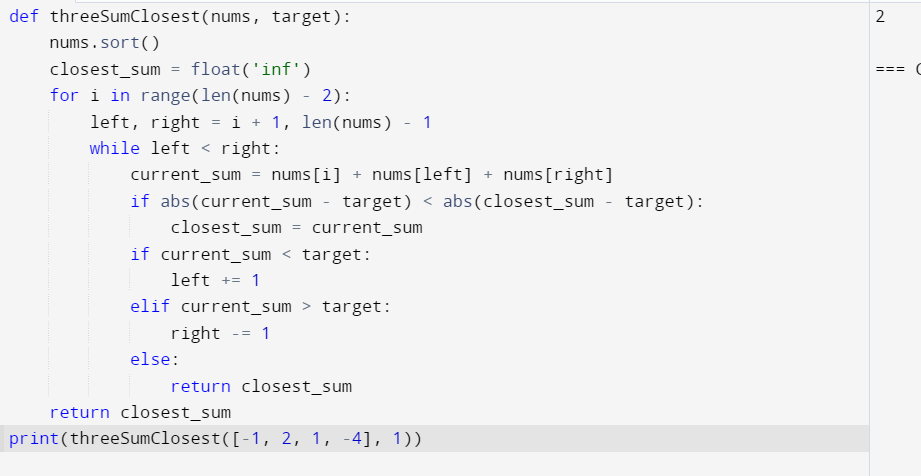 def threeSumClosest(nums, target):
    nums.sort()
    closest_sum = float('inf')
    for i in range(len(nums) - 2):
        left, right = i + 1, len(nums) - 1
        while left < right:
            current_sum = nums[i] + nums[left] + nums[right]
            if abs(current_sum - target) < abs(closest_sum - target):
                closest_sum = current_sum
            if current_sum < target:
                left += 1
            elif current_sum > target:
                right -= 1
            else:
                return closest_sum
    return closest_sum
print(threeSumClosest([-1, 2, 1, -4], 1))
2
===